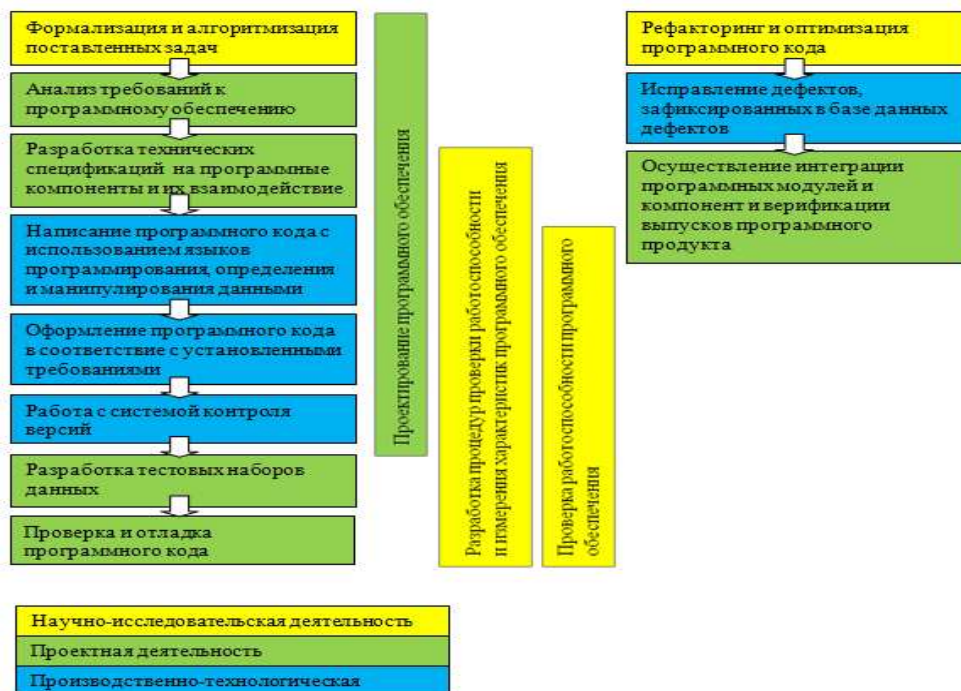 Формализация и алгоритмизация
поставленных задач
Анализ требований к
программному обеспечению
Разработка технических
спецификаций на программные
компоненты и их взаимодействие
Написание программного кода с
использованием языков
программирования, определения
и манипулирования данными
Оформление программного кода
в соответствие с установленными
требованиями
Работа с системой контроля
версий
Разработка тестовых наборов
данных
Проверка и отладка
программного кода
Проектирование программного обеспечения
Разработка процедур проверки работоспособности
и измерения характеристик программного обеспечения
Проверка работоспособности программного
обеспечения
Рефакторинг и оптимизация
программного кода
Исправление дефектов,
зафиксированных в базе данных
дефектов
Осуществление интеграции
программных модулей и
компонент и верификации
выпусков программного
продукта
Научно-исследовательская деятельность
Проектная деятельность
Производственно-технологическая